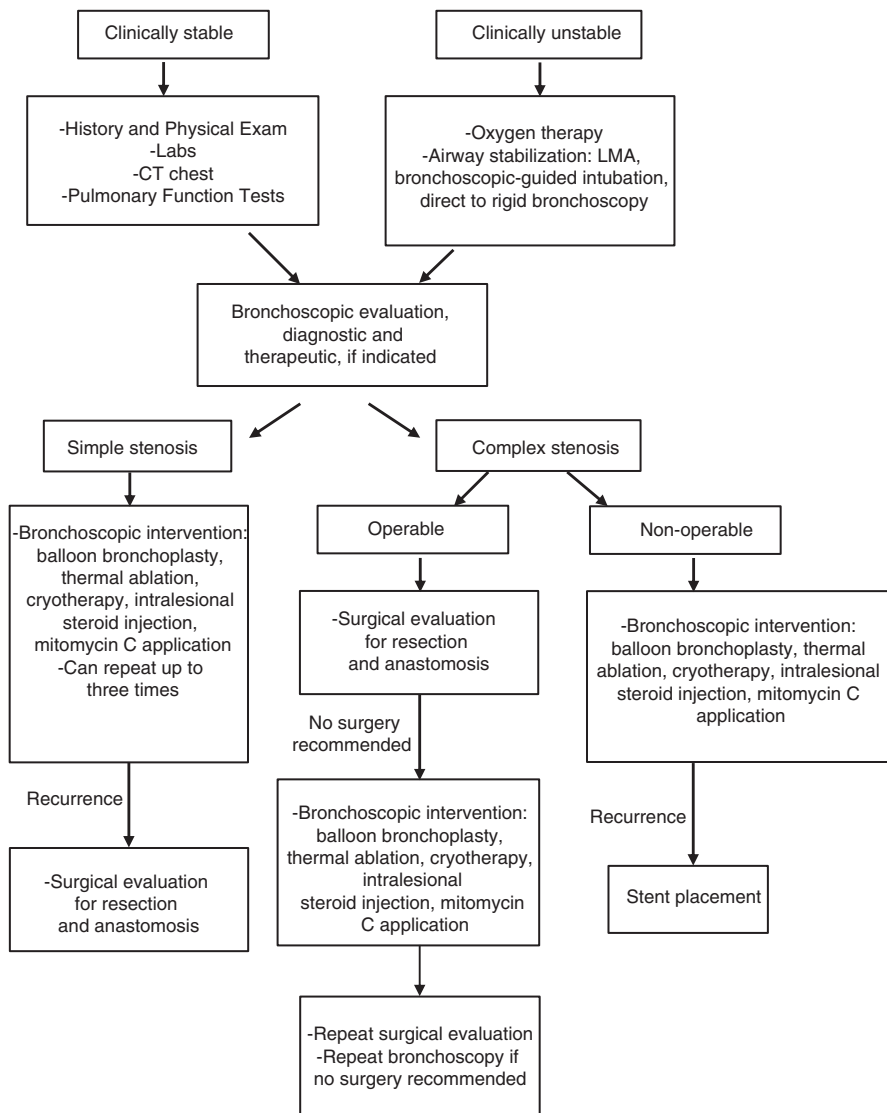 Clinically stable
Clinically unstable
-History and Physical Exam
-Labs
-CT chest
-Pulmonary Function Tests
-Oxygen therapy
-Airway stabilization: LMA,
bronchoscopic-guided intubation,
direct to rigid bronchoscopy
Bronchoscopic evaluation,
diagnostic and
therapeutic, if indicated
Simple stenosis
Complex stenosis
-Bronchoscopic intervention:
balloon bronchoplasty,
thermal ablation,
cryotherapy, intralesional
steroid injection,
mitomycin C application
-Can repeat up to
three times
Recurrence
-Surgical evaluation
for resection
and anastomosis
Operable
-Surgical evaluation
for resection
and anastomosis
No surgery
recommended
-Bronchoscopic intervention:
balloon bronchoplasty,
thermal ablation, cryotherapy,
intralesional
steroid injection, mitomycin
C application
-Repeat surgical evaluation
-Repeat bronchoscopy if
no surgery recommended
Non-operable
-Bronchoscopic intervention:
balloon bronchoplasty, thermal
ablation, cryotherapy, intralesional
steroid injection, mitomycin C
application
Recurrence
Stent placement